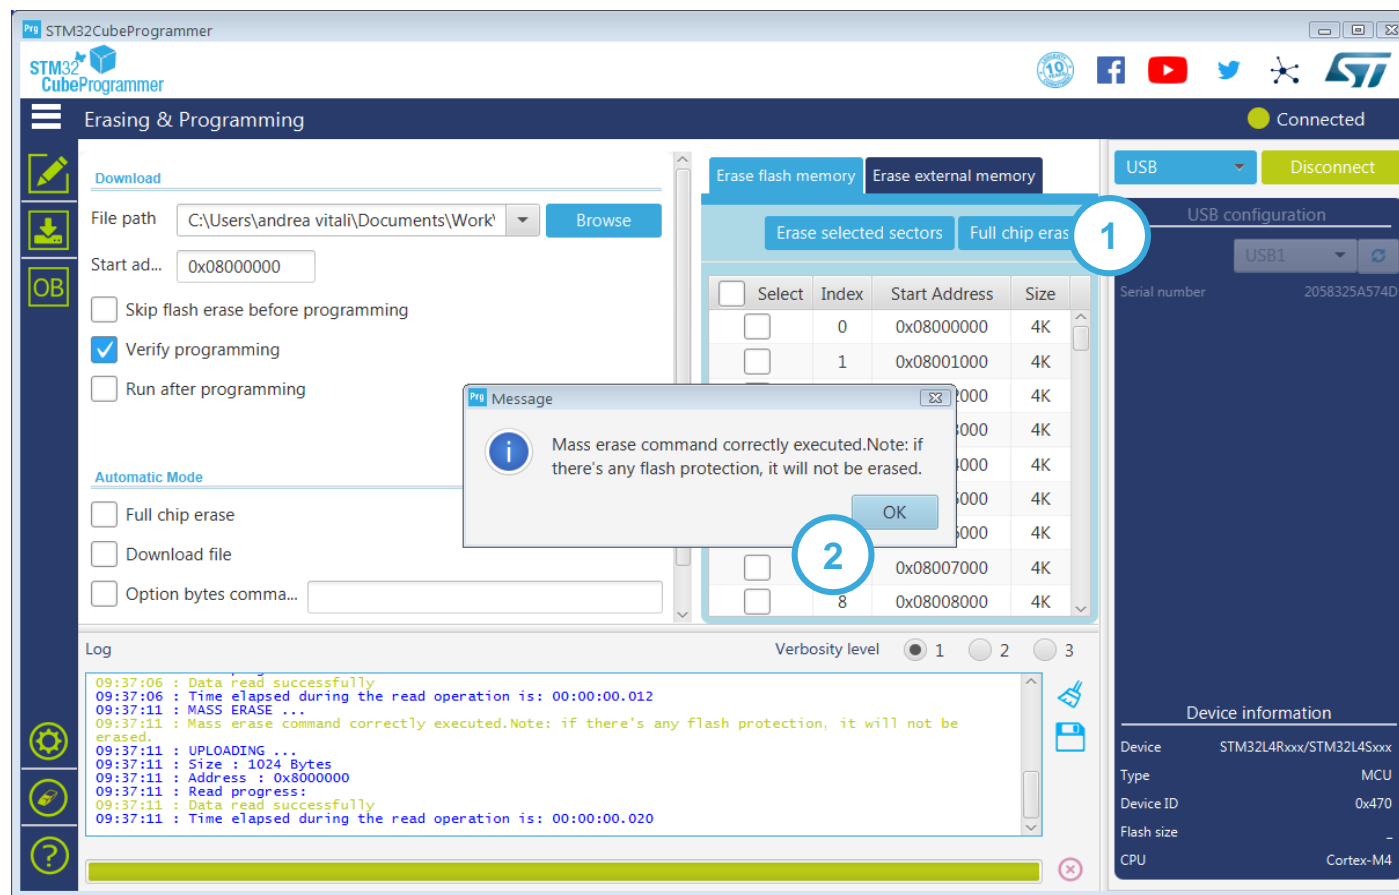 Prg STM32CubeProgrammer
STM32
CubeProgrammer
10
Erasing & Programming
Connected
Download
File path C:\Users\andrea vitali\Documents\Work\ Browse
Start ad... 0x08000000
OB
Skip flash erase before programming
Verify programming
Run after programming
Automatic Mode
Full chip erase
Download file
Option bytes comma...
Erase flash memory Erase external memory
Erase selected sectors Full chip eras
1
Select Index Start Address Size
0 0x08000000 4K
1 0x08001000 4K
2000 4K
3000 4K
4000 4K
5000 4K
6000 4K
0x08007000 4K
8 0x08008000 4K
Prg Message
Mass erase command correctly executed.Note: if
there's any flash protection, it will not be erased.
OK
2
USB Disconnect
USB configuration
USB1
Serial number 2058325A574D
Log
Verbosity level 1 2 3
09:37:06 : Data read successfully
09:37:06 : Time elapsed during the read operation is: 00:00:00.012
09:37:11 : MASS ERASE ...
09:37:11 : Mass erase command correctly executed.Note: if there's any flash protection, it will not be
erased.
09:37:11 : UPLOADING ...
09:37:11 : Size : 1024 Bytes
09:37:11 : Address : 0x8000000
09:37:11 : Read progress:
09:37:11 : Data read successfully
09:37:11 : Time elapsed during the read operation is: 00:00:00.020
Device information
Device STM32L4Rxxx/STM32L4Sxxx
Type MCU
Device ID 0x470
Flash size _
CPU Cortex-M4